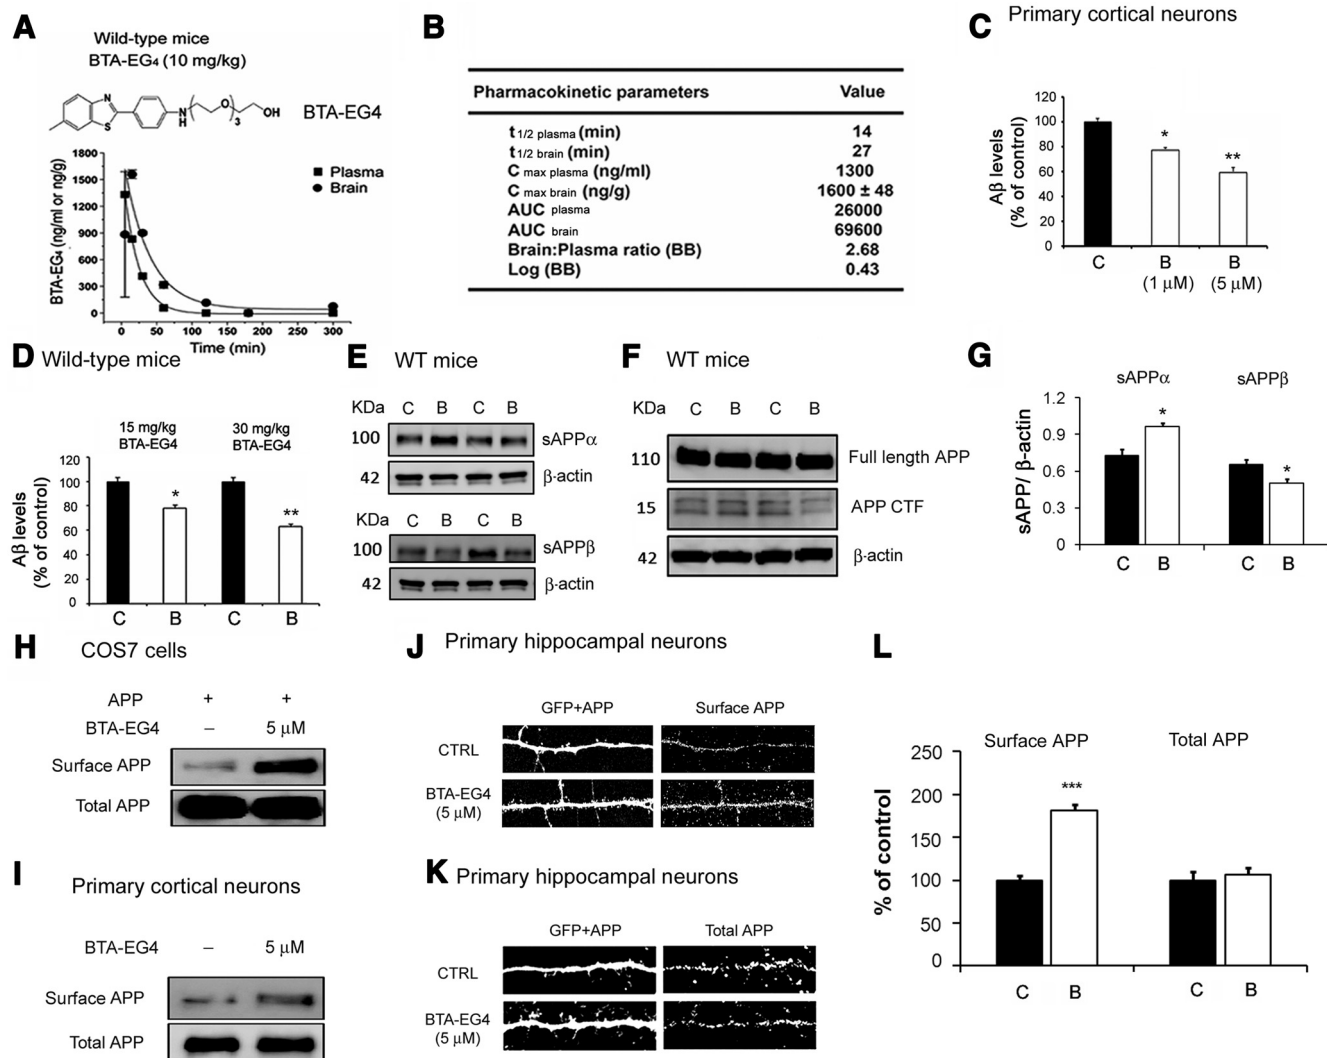 A
Wild-type mice
BTA-EG₄ (10 mg/kg)
N
S
N
H
O
3
OH
BTA-EG4
BTA-EG₄ (ng/ml or ng/g)
1800
1500
1200
900
600
300
0
Plasma
Brain
0 50 100 150 200 250 300
Time (min)
B
Pharmacokinetic parameters Value
t 1/2 plasma (min) 14
t 1/2 brain (min) 27
C max plasma (ng/ml) 1300
C max brain (ng/g) 1600 ± 48
AUC plasma 26000
AUC brain 69600
Brain:Plasma ratio (BB) 2.68
Log (BB) 0.43
C
Primary cortical neurons
Aβ levels
(% of control)
120
100
80
60
40
20
0
*
**
C B B
(1 μM) (5 μM)
D
Wild-type mice
15 mg/kg 30 mg/kg
BTA-EG4 BTA-EG4
Aβ levels
(% of control)
120
100
80
60
40
20
0
*
**
C B C B
E
WT mice
KDa C B C B
100 sAPPα
42 β-actin
KDa C B C B
100 sAPPβ
42 β-actin
F
WT mice
KDa C B C B
110 Full length APP
15 APP CTF
42 β-actin
G
sAPPα sAPPβ
sAPP/ β-actin
1.2
0.9
0.6
0.3
0
*
*
C B C B
H
COS7 cells
APP + +
BTA-EG4 – 5 μM
Surface APP
Total APP
I
Primary cortical neurons
BTA-EG4 – 5 μM
Surface APP
Total APP
J
Primary hippocampal neurons
GFP+APP Surface APP
CTRL
BTA-EG4
(5 μM)
K
Primary hippocampal neurons
GFP+APP Total APP
CTRL
BTA-EG4
(5 μM)
L
Surface APP Total APP
% of control
250
200
150
100
50
0
***
C B C B